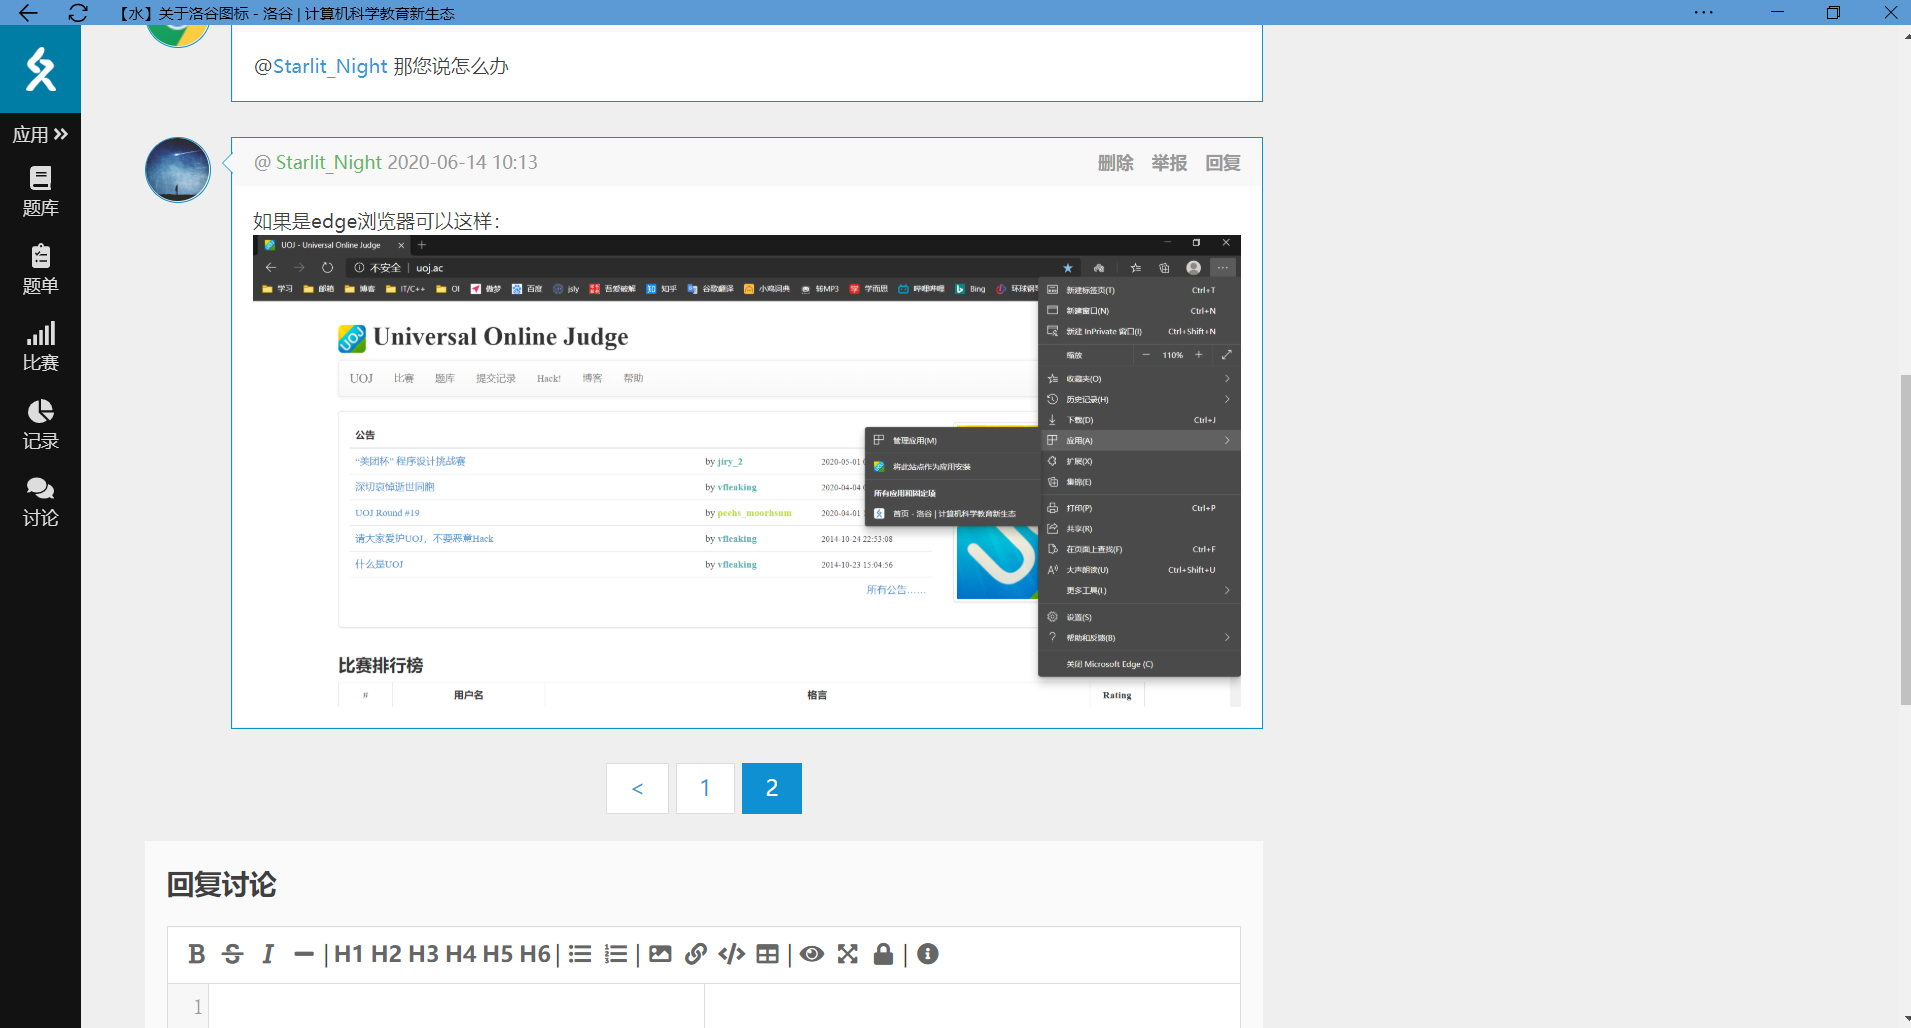 【水】关于洛谷图标 - 洛谷 | 计算机科学教育新生态
应用
题库
题单
比赛
记录
讨论
@Starlit_Night 那您说怎么办
@ Starlit_Night 2020-06-14 10:13 删除 举报 回复
如果是edge浏览器可以这样：
UOJ - Universal Online Judge
不安全 | uoj.ac
学习 邮箱 博客 IT/C++ OI 做梦 百度 jsly 吾爱破解 知乎 谷歌翻译 小鸡词典 转MP3 学而思 哔哩哔哩 Bing 环球钢琴
UOJ Universal Online Judge
UOJ 比赛 题库 提交记录 Hack! 博客 帮助
公告
“美团杯” 程序设计挑战赛 by jiry_2 2020-05-01
深切哀悼逝世同胞 by vfleaking 2020-04-04
UOJ Round #19 by peehs_moorhsum 2020-04-01
请大家爱护UOJ，不要恶意Hack by vfleaking 2014-10-24 22:53:08
什么是UOJ by vfleaking 2014-10-23 15:04:56
所有公告……
比赛排行榜
# 用户名 格言 Rating
管理应用(M)
将此站点作为应用安装
所有应用和固定项
首页 - 洛谷 | 计算机科学教育新生态
新建标签页(T) Ctrl+T
新建窗口(N) Ctrl+N
新建 InPrivate 窗口(I) Ctrl+Shift+N
缩放 − 110% +
收藏夹(O)
历史记录(H)
下载(D) Ctrl+J
应用(A)
扩展(X)
集锦(E)
打印(P) Ctrl+P
共享(R)
在页面上查找(F) Ctrl+F
大声朗读(U) Ctrl+Shift+U
更多工具(L)
设置(S)
帮助和反馈(B)
关闭 Microsoft Edge (C)
< 1 2
回复讨论
B S I | H1 H2 H3 H4 H5 H6 | | |
1